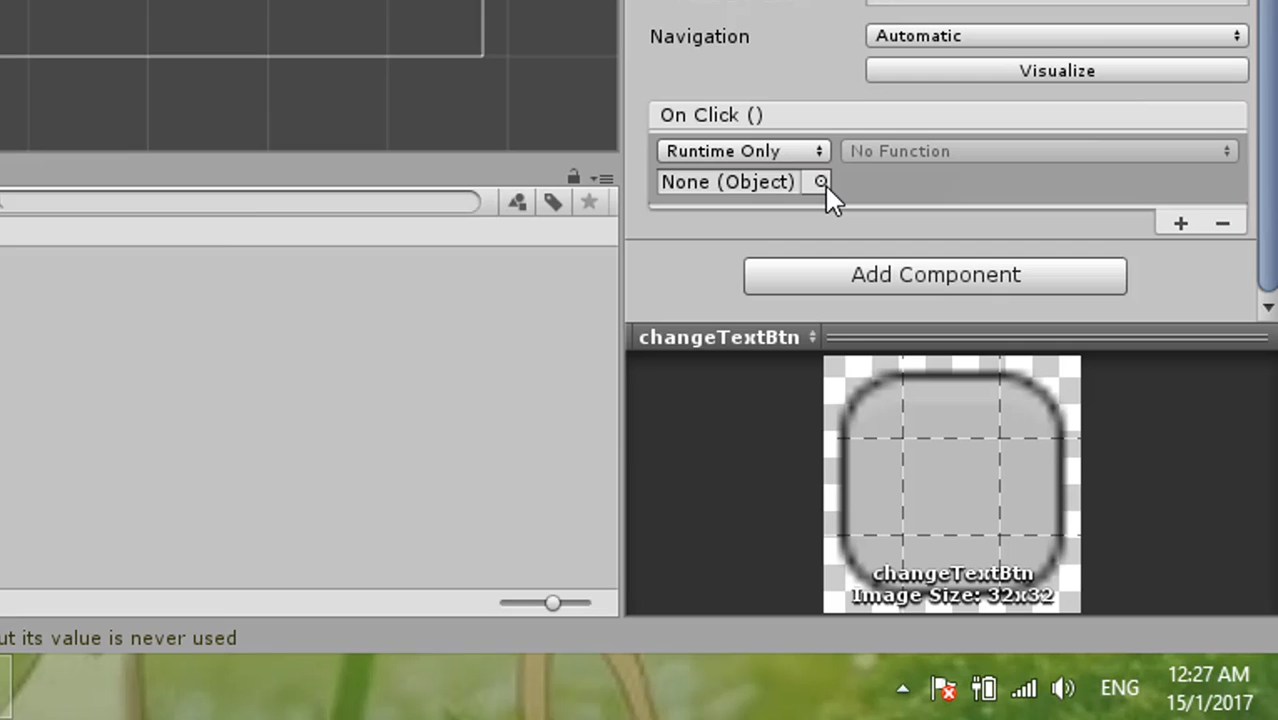 Navigation
Automatic
Visualize
On Click ()
Runtime Only
No Function
None (Object)
+ −
Add Component
changeTextBtn
changeTextBtn
Image Size: 32x32
ut its value is never used
ENG
12:27 AM
15/1/2017